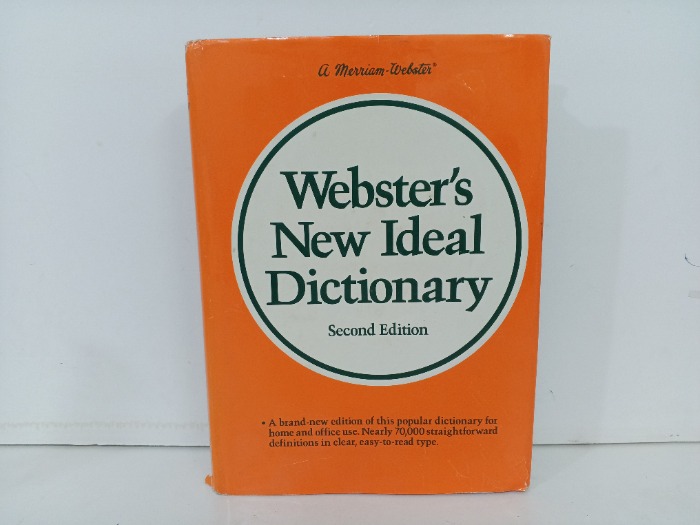 A Merriam-Webster®
Webster's
New Ideal
Dictionary
Second Edition
• A brand-new edition of this popular dictionary for
home and office use. Nearly 70,000 straightforward
definitions in clear, easy-to-read type.